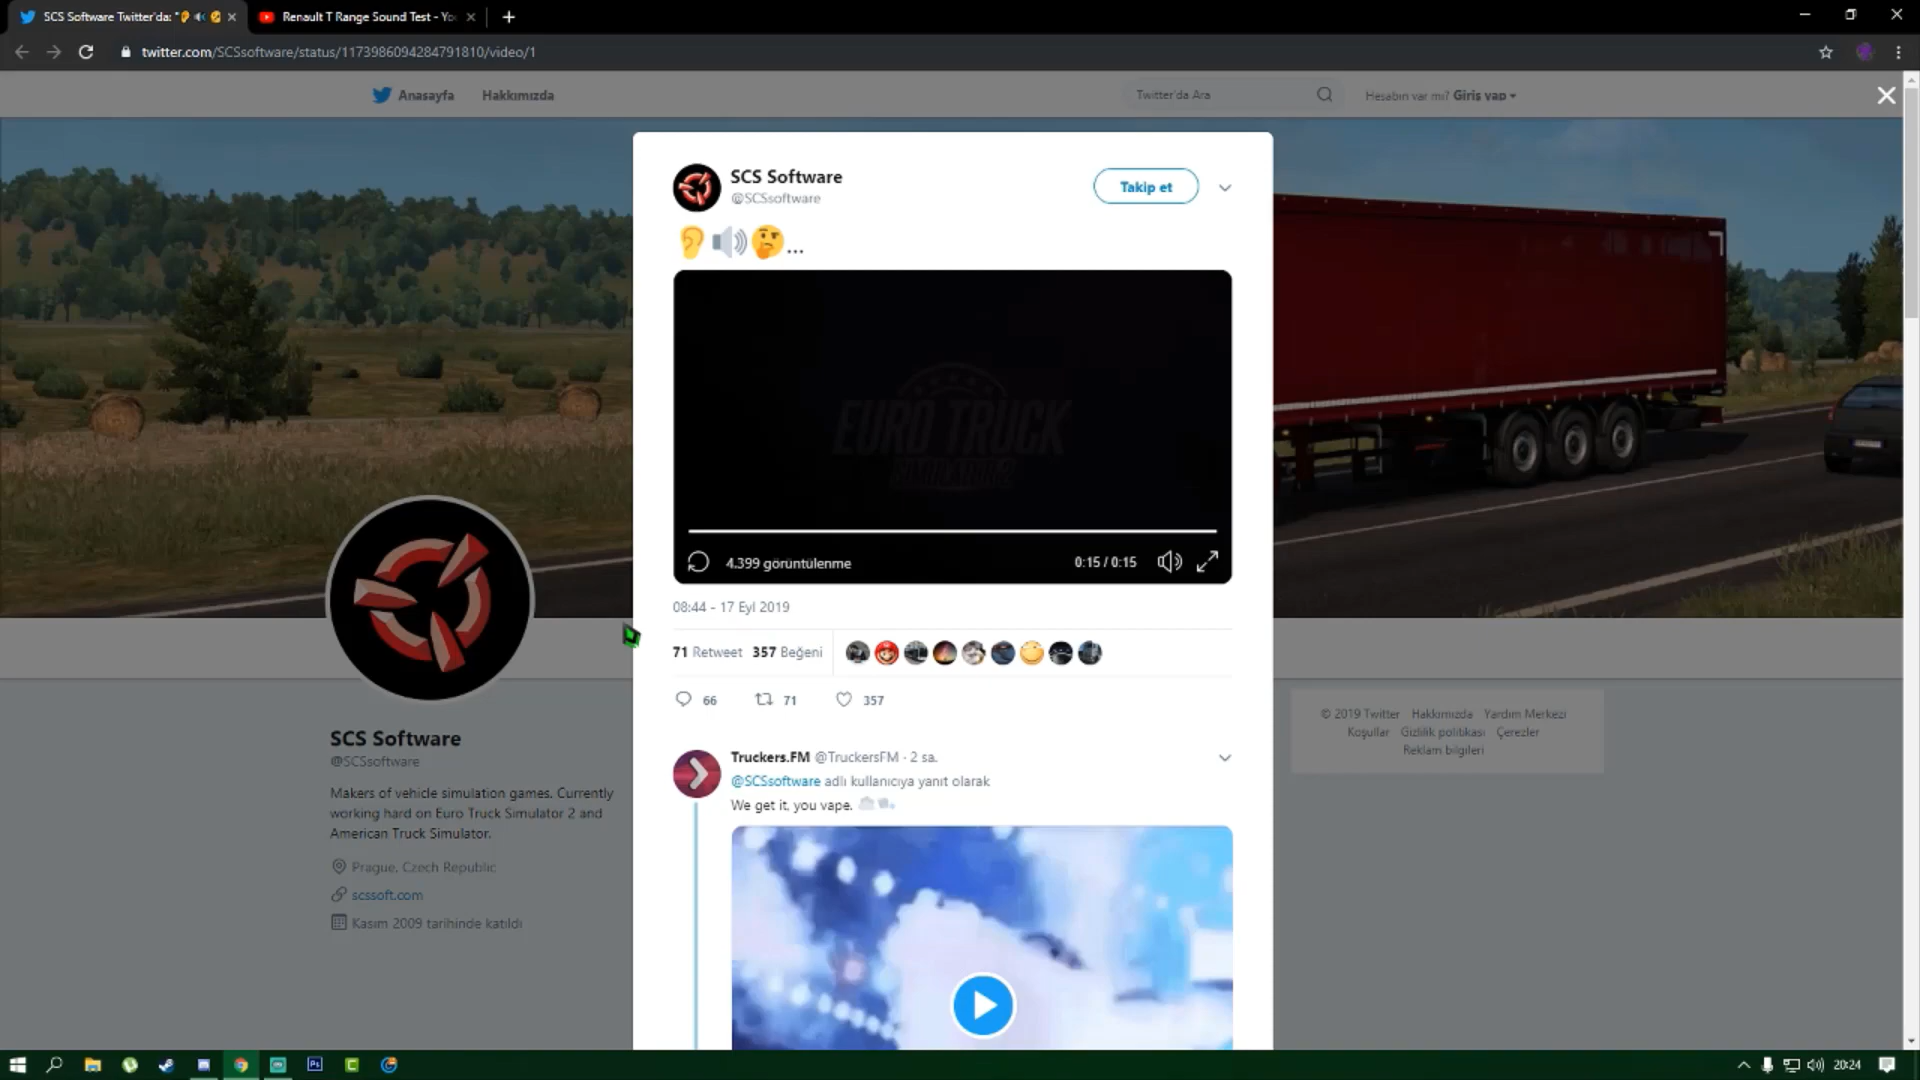 SCS Software Twitter'da: "👂 🔊 🤔
Renault T Range Sound Test - Yo
twitter.com/SCSsoftware/status/1173986094284791810/video/1
Anasayfa
Hakkımızda
Twitter'da Ara
Hesabın var mı? Giriş yap
SCS Software
@SCSsoftware
Takip et
👂🔊🤔...
EURO TRUCK
SIMULATOR 2
4.399 görüntülenme
0:15 / 0:15
08:44 - 17 Eyl 2019
71 Retweet 357 Beğeni
66
71
357
Truckers.FM @TruckersFM · 2 sa.
@SCSsoftware adlı kullanıcıya yanıt olarak
We get it, you vape.
SCS Software
@SCSsoftware
Makers of vehicle simulation games. Currently
working hard on Euro Truck Simulator 2 and
American Truck Simulator.
Prague, Czech Republic
scssoft.com
Kasım 2009 tarihinde katıldı
© 2019 Twitter Hakkımızda Yardım Merkezi
Koşullar Gizlilik politikası Çerezler
Reklam bilgileri
Ps
20:24